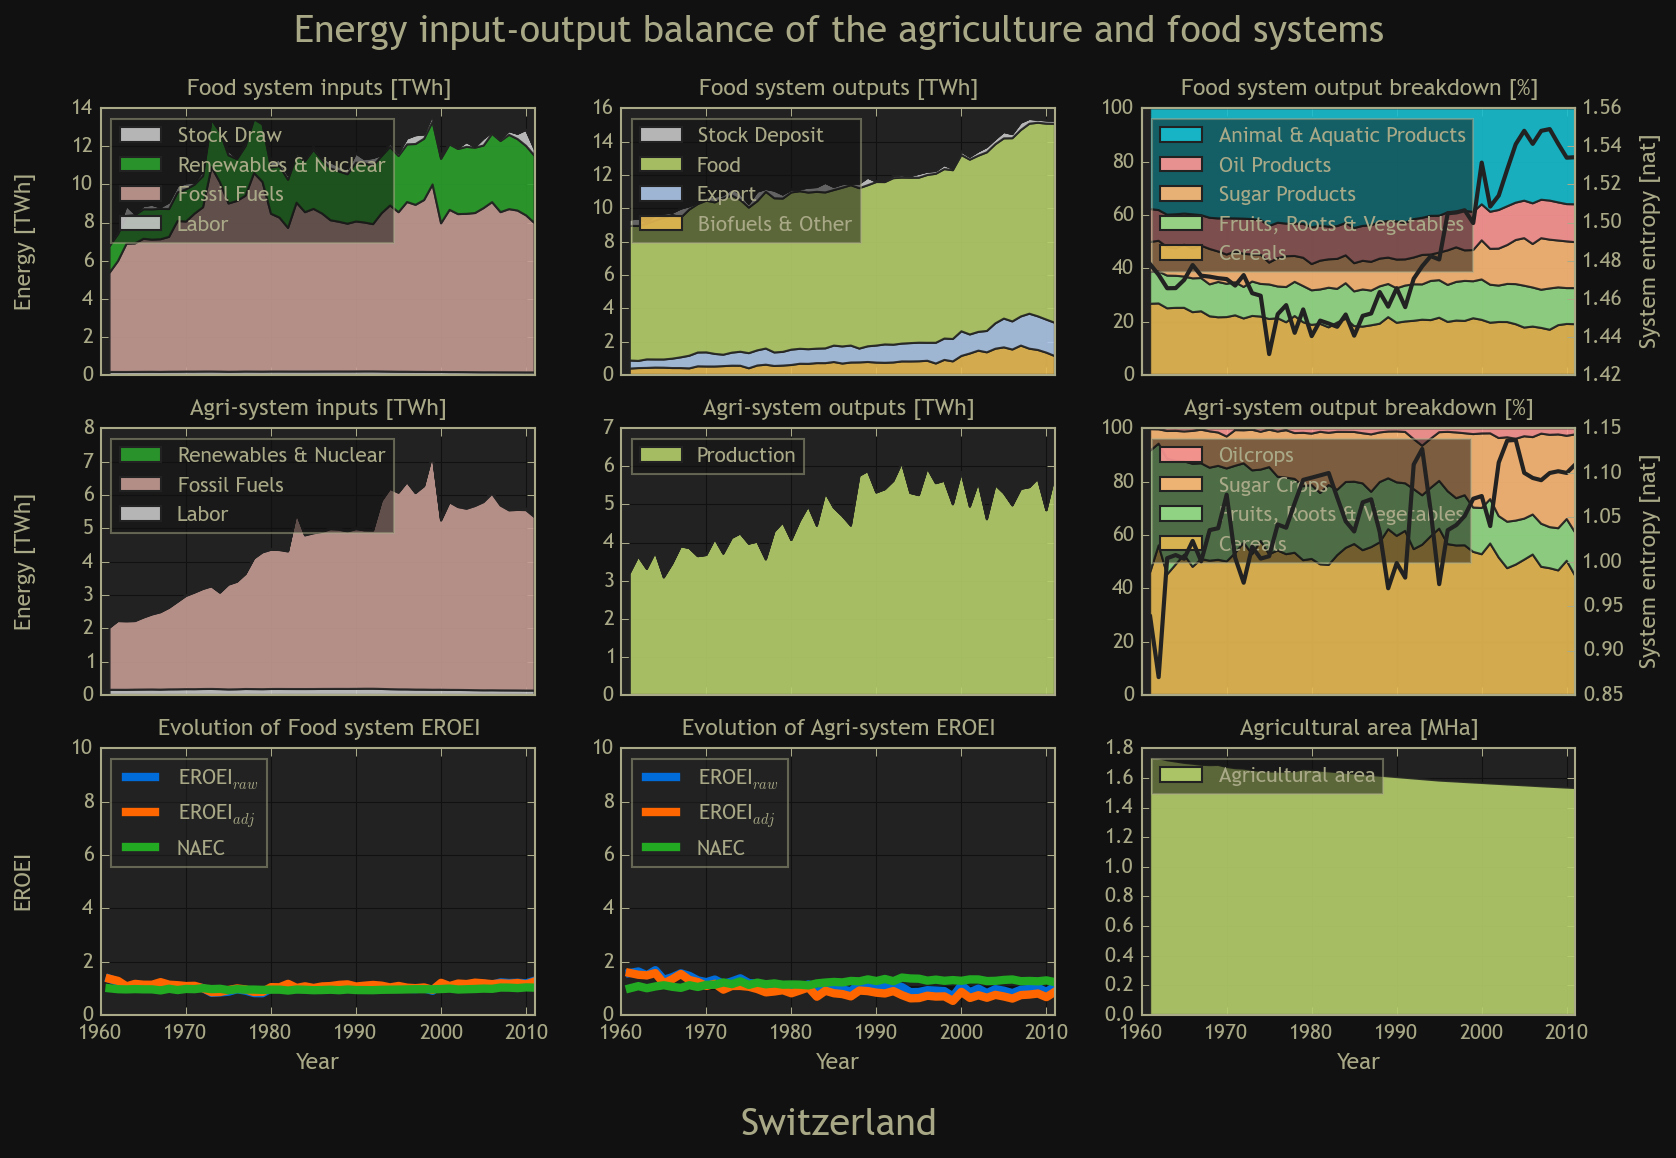 Energy input-output balance of the agriculture and food systems
Food system inputs [TWh]
Energy [TWh]
14
12
10
8
6
4
2
0
Stock Draw
Renewables & Nuclear
Fossil Fuels
Labor
Food system outputs [TWh]
16
14
12
10
8
6
4
2
0
Stock Deposit
Food
Export
Biofuels & Other
Food system output breakdown [%]
100
80
60
40
20
0
Animal & Aquatic Products
Oil Products
Sugar Products
Fruits, Roots & Vegetables
Cereals
1.56
1.54
1.52
1.50
1.48
1.46
1.44
1.42
System entropy [nat]
Agri-system inputs [TWh]
Energy [TWh]
8
7
6
5
4
3
2
1
0
Renewables & Nuclear
Fossil Fuels
Labor
Agri-system outputs [TWh]
7
6
5
4
3
2
1
0
Production
Agri-system output breakdown [%]
100
80
60
40
20
0
Oilcrops
Sugar Crops
Fruits, Roots & Vegetables
Cereals
1.15
1.10
1.05
1.00
0.95
0.90
0.85
System entropy [nat]
Evolution of Food system EROEI
EROEI
10
8
6
4
2
0
EROEIraw
EROEIadj
NAEC
1960 1970 1980 1990 2000 2010
Year
Evolution of Agri-system EROEI
10
8
6
4
2
0
EROEIraw
EROEIadj
NAEC
1960 1970 1980 1990 2000 2010
Year
Agricultural area [MHa]
1.8
1.6
1.4
1.2
1.0
0.8
0.6
0.4
0.2
0.0
Agricultural area
1960 1970 1980 1990 2000 2010
Year
Switzerland